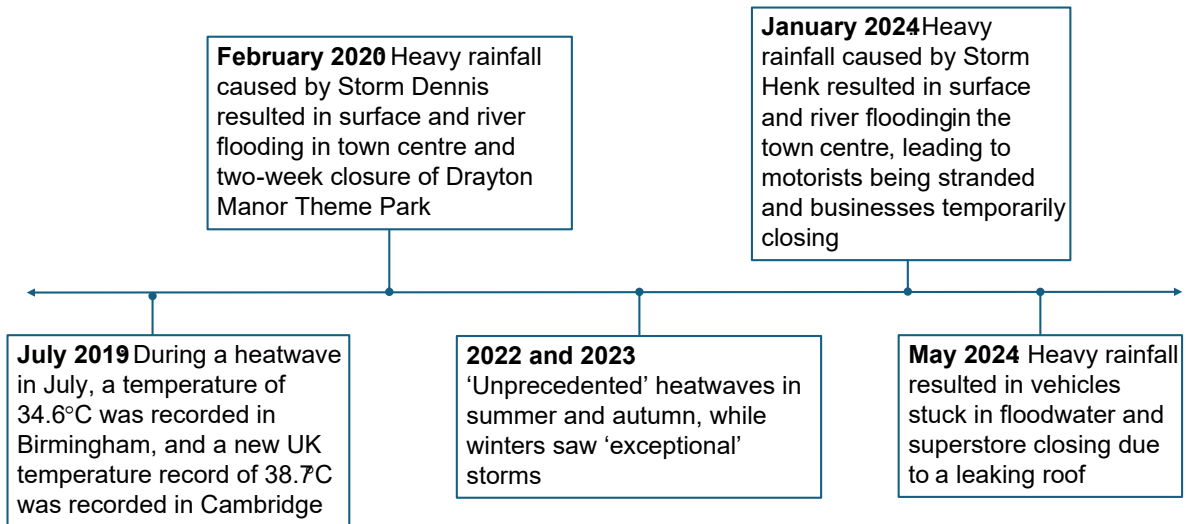 February 2020 Heavy rainfall
caused by Storm Dennis
resulted in surface and river
flooding in town centre and
two-week closure of Drayton
Manor Theme Park
January 2024 Heavy
rainfall caused by Storm
Henk resulted in surface
and river flooding in the
town centre, leading to
motorists being stranded
and businesses temporarily
closing
July 2019 During a heatwave
in July, a temperature of
34.6°C was recorded in
Birmingham, and a new UK
temperature record of 38.7°C
was recorded in Cambridge
2022 and 2023
‘Unprecedented’ heatwaves in
summer and autumn, while
winters saw ‘exceptional’
storms
May 2024 Heavy rainfall
resulted in vehicles
stuck in floodwater and
superstore closing due
to a leaking roof